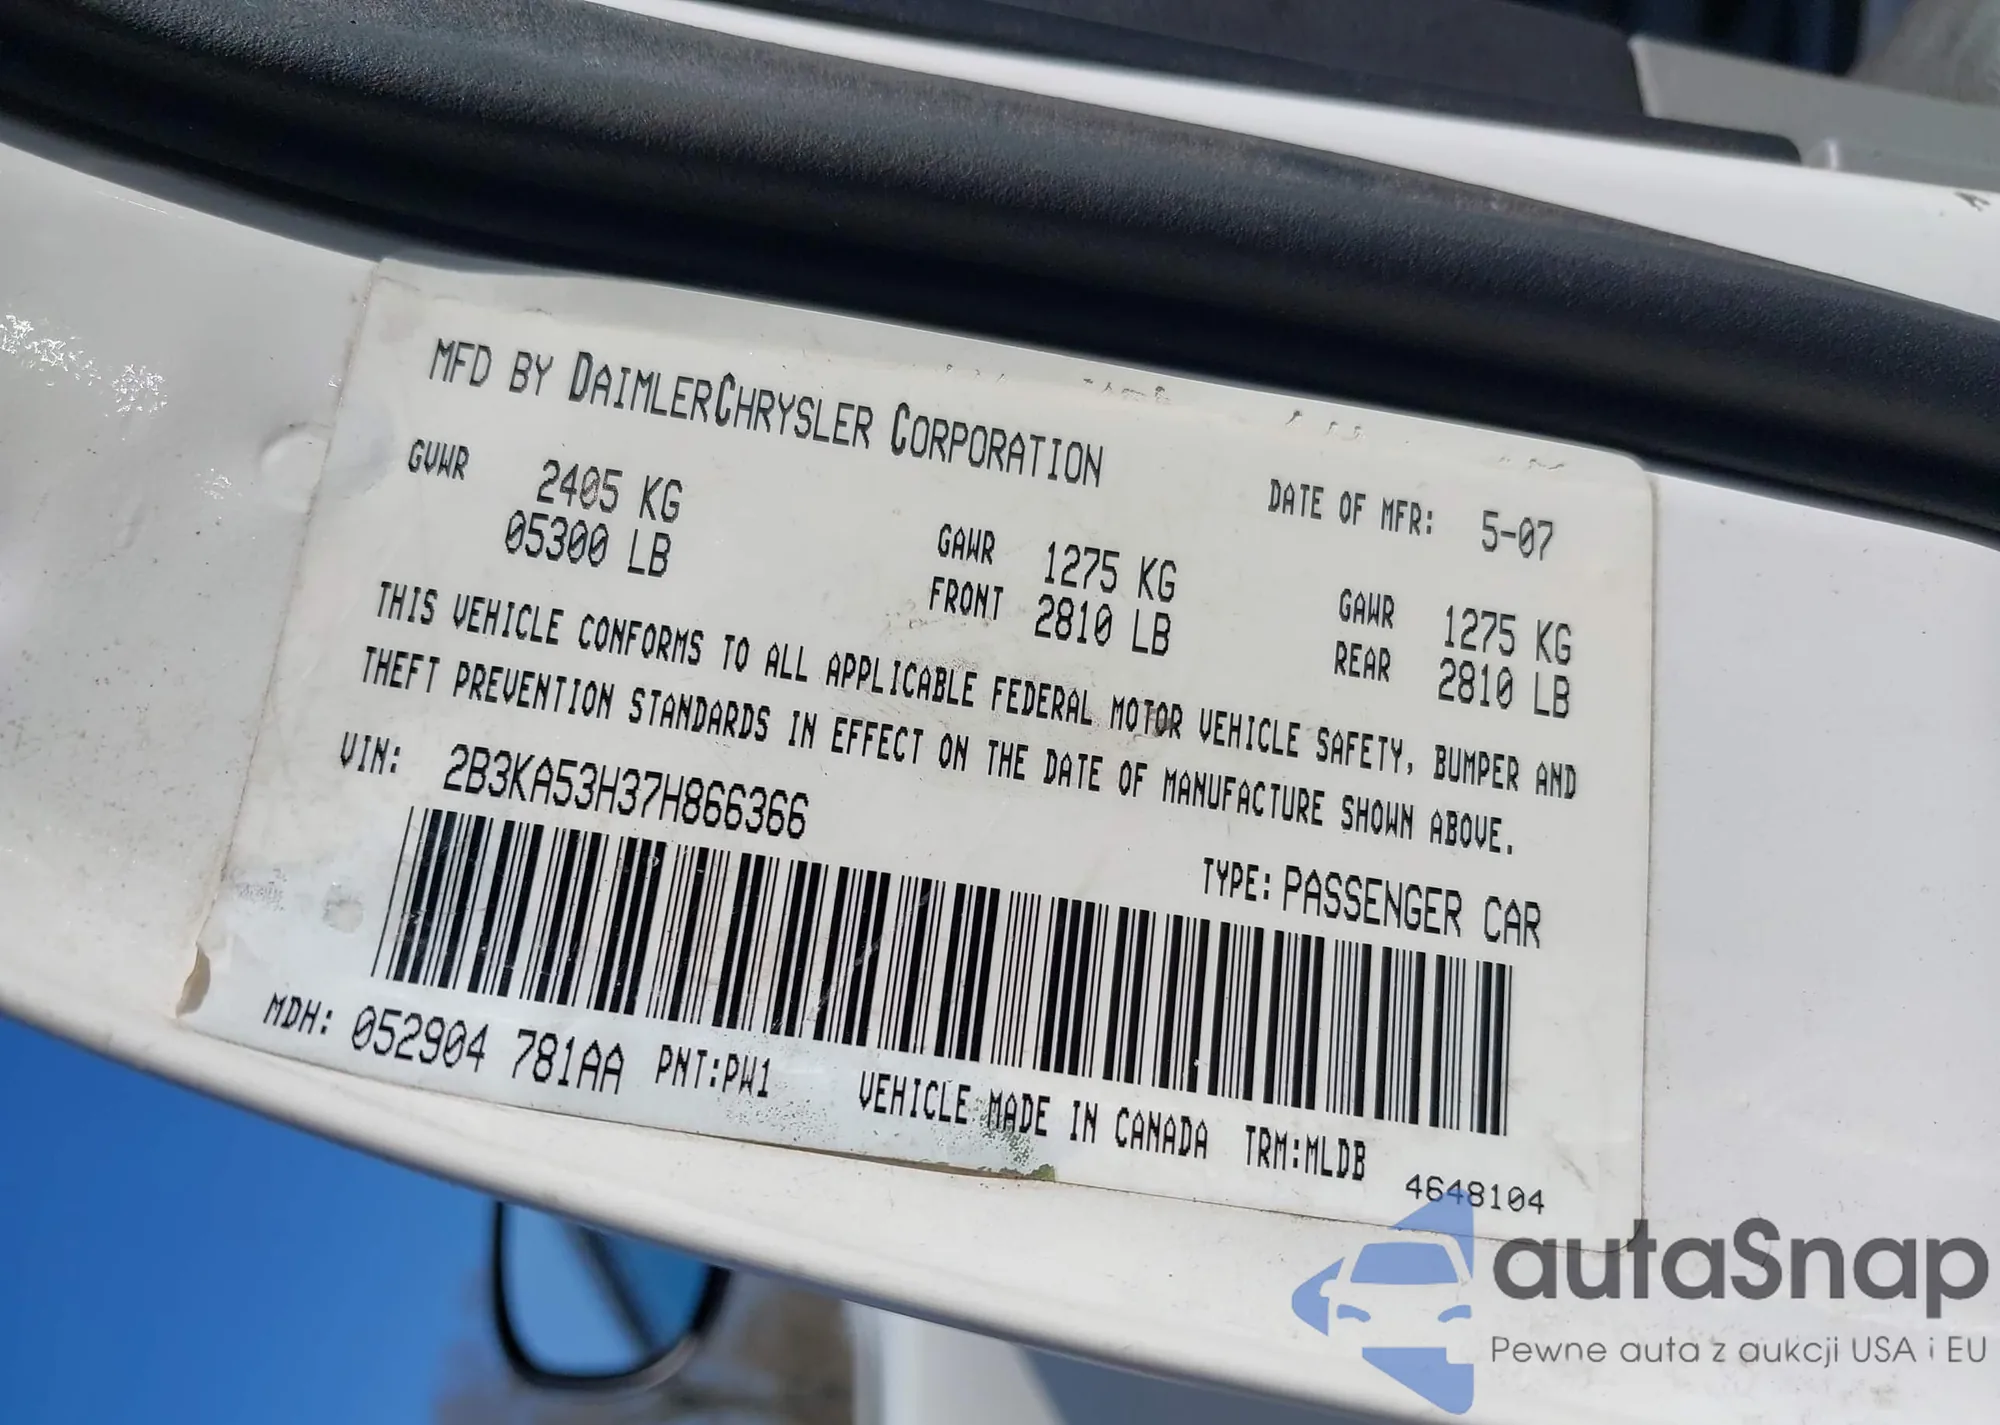 MFD BY DAIMLERCHRYSLER CORPORATION
DATE OF MFR: 5-07
GVWR 2405 KG
05300 LB
GAWR FRONT 1275 KG
2810 LB
GAWR REAR 1275 KG
2810 LB
THIS VEHICLE CONFORMS TO ALL APPLICABLE FEDERAL MOTOR VEHICLE SAFETY, BUMPER AND
THEFT PREVENTION STANDARDS IN EFFECT ON THE DATE OF MANUFACTURE SHOWN ABOVE.
VIN: 2B3KA53H37H866366
TYPE: PASSENGER CAR
MDH: 052904 781AA PNT:PW1 VEHICLE MADE IN CANADA TRM:MLDB
4648104
autaSnap
Pewne auta z aukcji USA i EU